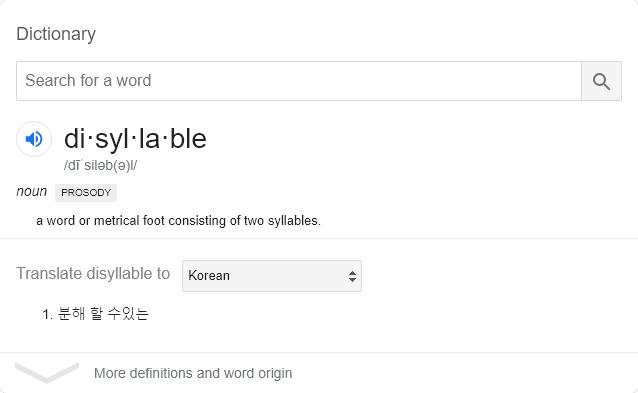 Dictionary
Search for a word
di·syl·la·ble
/dīˈsiləb(ə)l/
noun PROSODY
a word or metrical foot consisting of two syllables.
Translate disyllable to Korean
1. 분해 할 수있는
More definitions and word origin